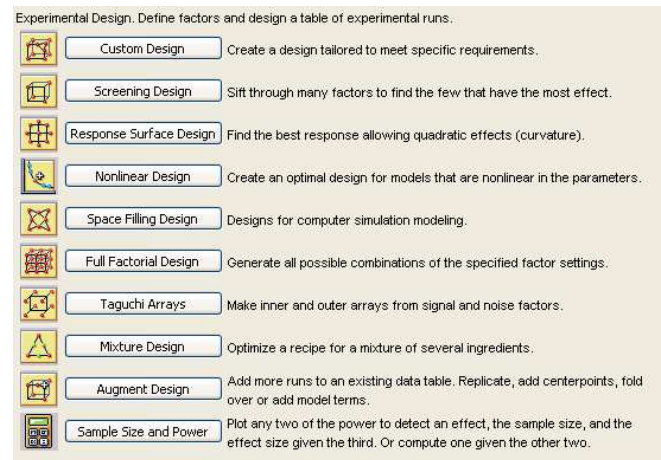 Experimental Design. Define factors and design a table of experimental runs.
Custom Design Create a design tailored to meet specific requirements.
Screening Design Sift through many factors to find the few that have the most effect.
Response Surface Design Find the best response allowing quadratic effects (curvature).
Nonlinear Design Create an optimal design for models that are nonlinear in the parameters.
Space Filling Design Designs for computer simulation modeling.
Full Factorial Design Generate all possible combinations of the specified factor settings.
Taguchi Arrays Make inner and outer arrays from signal and noise factors.
Mixture Design Optimize a recipe for a mixture of several ingredients.
Augment Design Add more runs to an existing data table. Replicate, add centerpoints, fold
over or add model terms.
Sample Size and Power Plot any two of the power to detect an effect, the sample size, and the
effect size given the third. Or compute one given the other two.